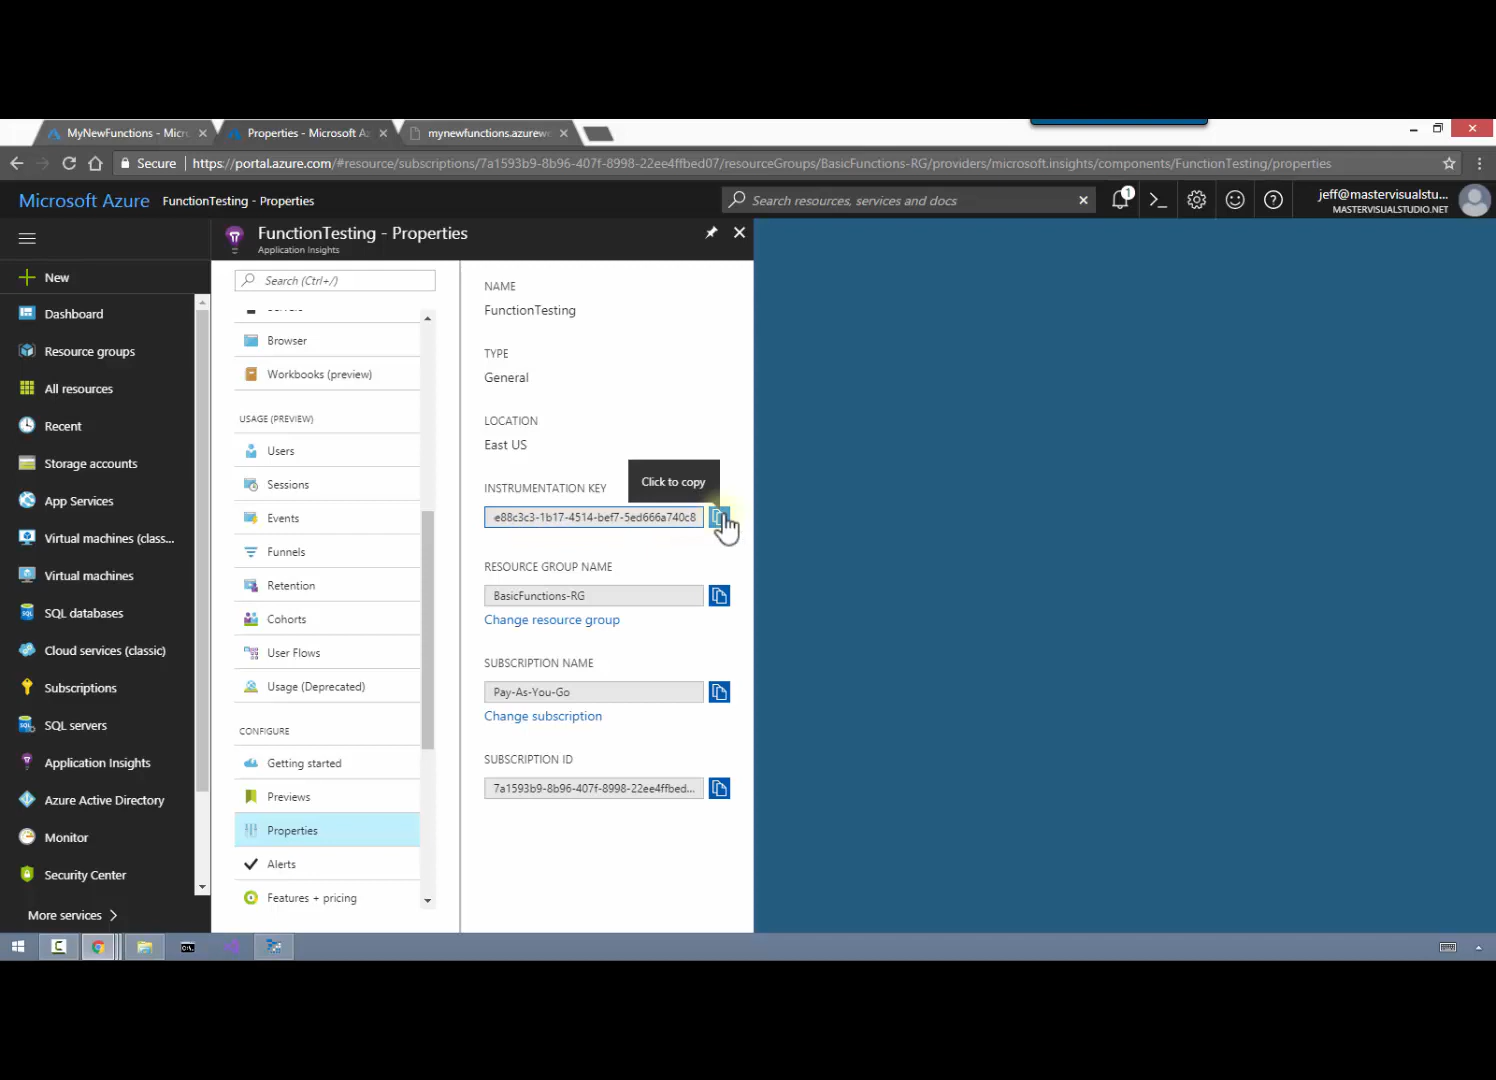 MyNewFunctions - Micr
Properties - Microsoft A
mynewfunctions.azurew
Secure
https://portal.azure.com/#resource/subscriptions/7a1593b9-8b96-407f-8998-22ee4ffbed07/resourceGroups/BasicFunctions-RG/providers/microsoft.insights/components/FunctionTesting/properties
Microsoft Azure
FunctionTesting - Properties
Search resources, services and docs
1
jeff@mastervisualstu...
MASTERVISUALSTUDIO.NET
FunctionTesting - Properties
Application Insights
New
Dashboard
Resource groups
All resources
Recent
Storage accounts
App Services
Virtual machines (class...
Virtual machines
SQL databases
Cloud services (classic)
Subscriptions
SQL servers
Application Insights
Azure Active Directory
Monitor
Security Center
More services
Search (Ctrl+/)
Browser
Workbooks (preview)
USAGE (PREVIEW)
Users
Sessions
Events
Funnels
Retention
Cohorts
User Flows
Usage (Deprecated)
CONFIGURE
Getting started
Previews
Properties
Alerts
Features + pricing
NAME
FunctionTesting
TYPE
General
LOCATION
East US
INSTRUMENTATION KEY
Click to copy
e88c3c3-1b17-4514-bef7-5ed666a740c8
RESOURCE GROUP NAME
BasicFunctions-RG
Change resource group
SUBSCRIPTION NAME
Pay-As-You-Go
Change subscription
SUBSCRIPTION ID
7a1593b9-8b96-407f-8998-22ee4ffbed...